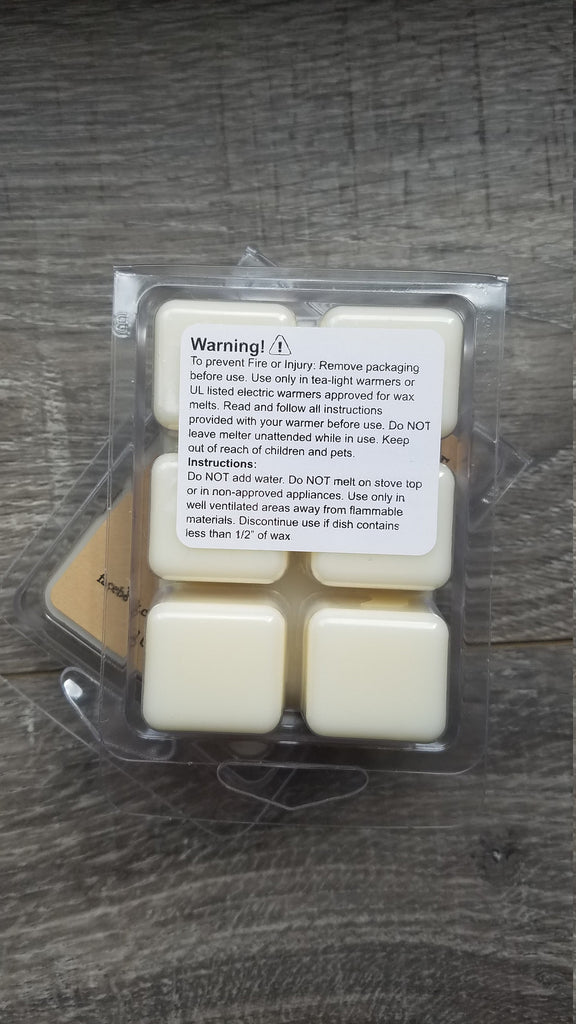 Warning!
To prevent Fire or Injury: Remove packaging
before use. Use only in tea-light warmers or
UL listed electric warmers approved for wax
melts. Read and follow all instructions
provided with your warmer before use. Do NOT
leave melter unattended while in use. Keep
out of reach of children and pets.
Instructions:
Do NOT add water. Do NOT melt on stove top
or in non-approved appliances. Use only in
well ventilated areas away from flammable
materials. Discontinue use if dish contains
less than 1/2" of wax